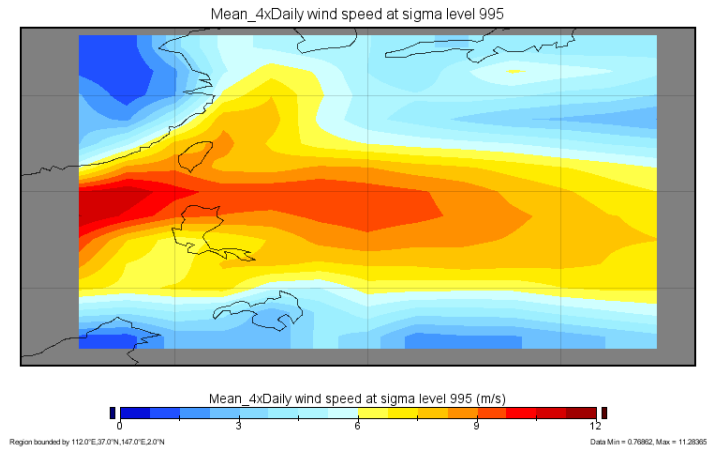 Mean_4xDaily wind speed at sigma level 995
Mean_4xDaily wind speed at sigma level 995 (m/s)
0 3 6 9 12
Region bounded by 112.0°E,37.0°N,147.0°E,2.0°N
Data Min = 0.76862, Max = 11.28365